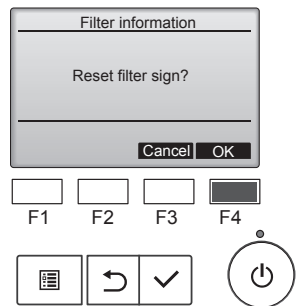 Filter information
Reset filter sign?
Cancel OK
F1 F2 F3 F4